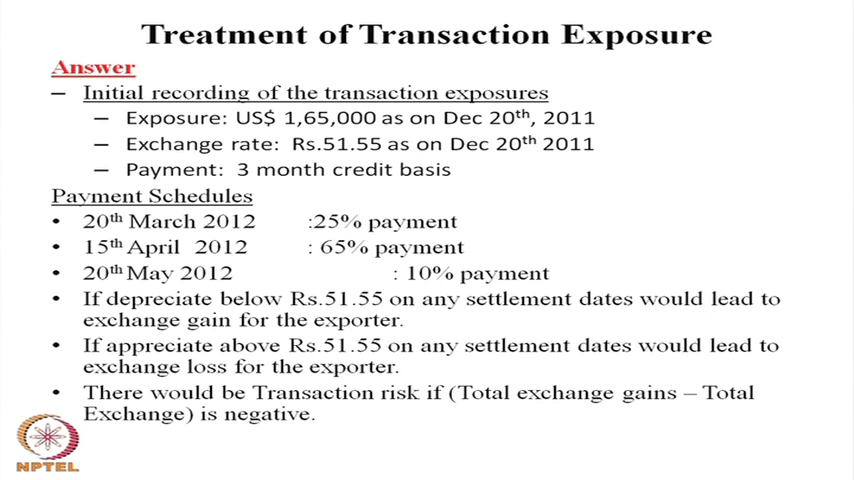 Treatment of Transaction Exposure
Answer
– Initial recording of the transaction exposures
– Exposure: US$ 1,65,000 as on Dec 20th, 2011
– Exchange rate: Rs.51.55 as on Dec 20th 2011
– Payment: 3 month credit basis
Payment Schedules
• 20th March 2012 :25% payment
• 15th April 2012 : 65% payment
• 20th May 2012 : 10% payment
• If depreciate below Rs.51.55 on any settlement dates would lead to
exchange gain for the exporter.
• If appreciate above Rs.51.55 on any settlement dates would lead to
exchange loss for the exporter.
• There would be Transaction risk if (Total exchange gains – Total
Exchange) is negative.
NPTEL